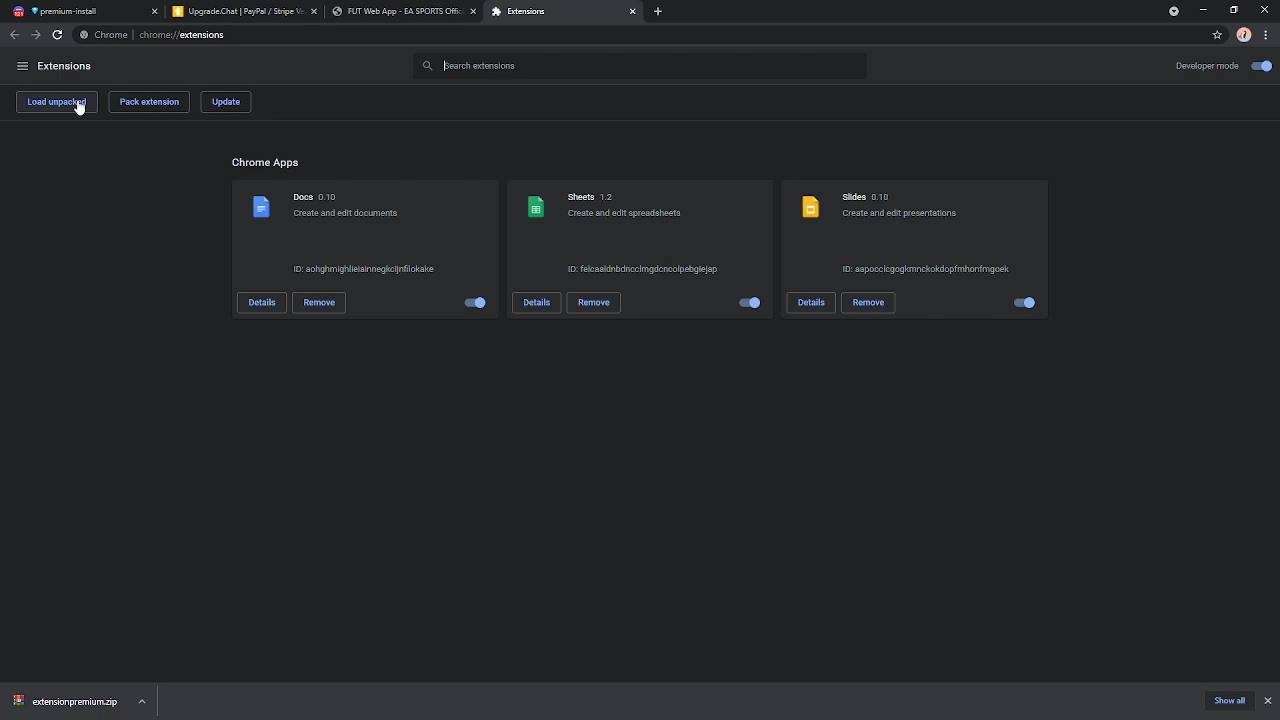 premium-install
Upgrade.Chat | PayPal / Stripe V
FUT Web App - EA SPORTS Offic
Extensions
Chrome | chrome://extensions
Extensions
Search extensions
Developer mode
Load unpacked
Pack extension
Update
Chrome Apps
Docs 0.10
Create and edit documents
ID: aohghmighlieiainnegkcijnfilokake
Details
Remove
Sheets 1.2
Create and edit spreadsheets
ID: felcaaldnbdncclmgdcncolpebgiejap
Details
Remove
Slides 0.10
Create and edit presentations
ID: aapocclcgogkmnckokdopfmhonfmgoek
Details
Remove
extensionpremium.zip
Show all